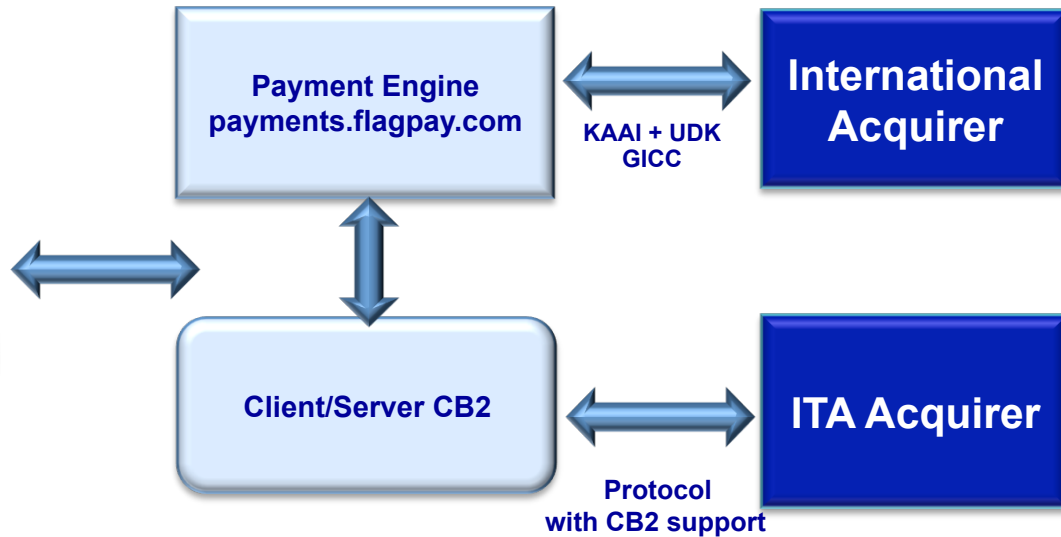 Payment Engine
payments.flagpay.com
KAAI + UDK
GICC
International
Acquirer
Client/Server CB2
ITA Acquirer
Protocol
with CB2 support